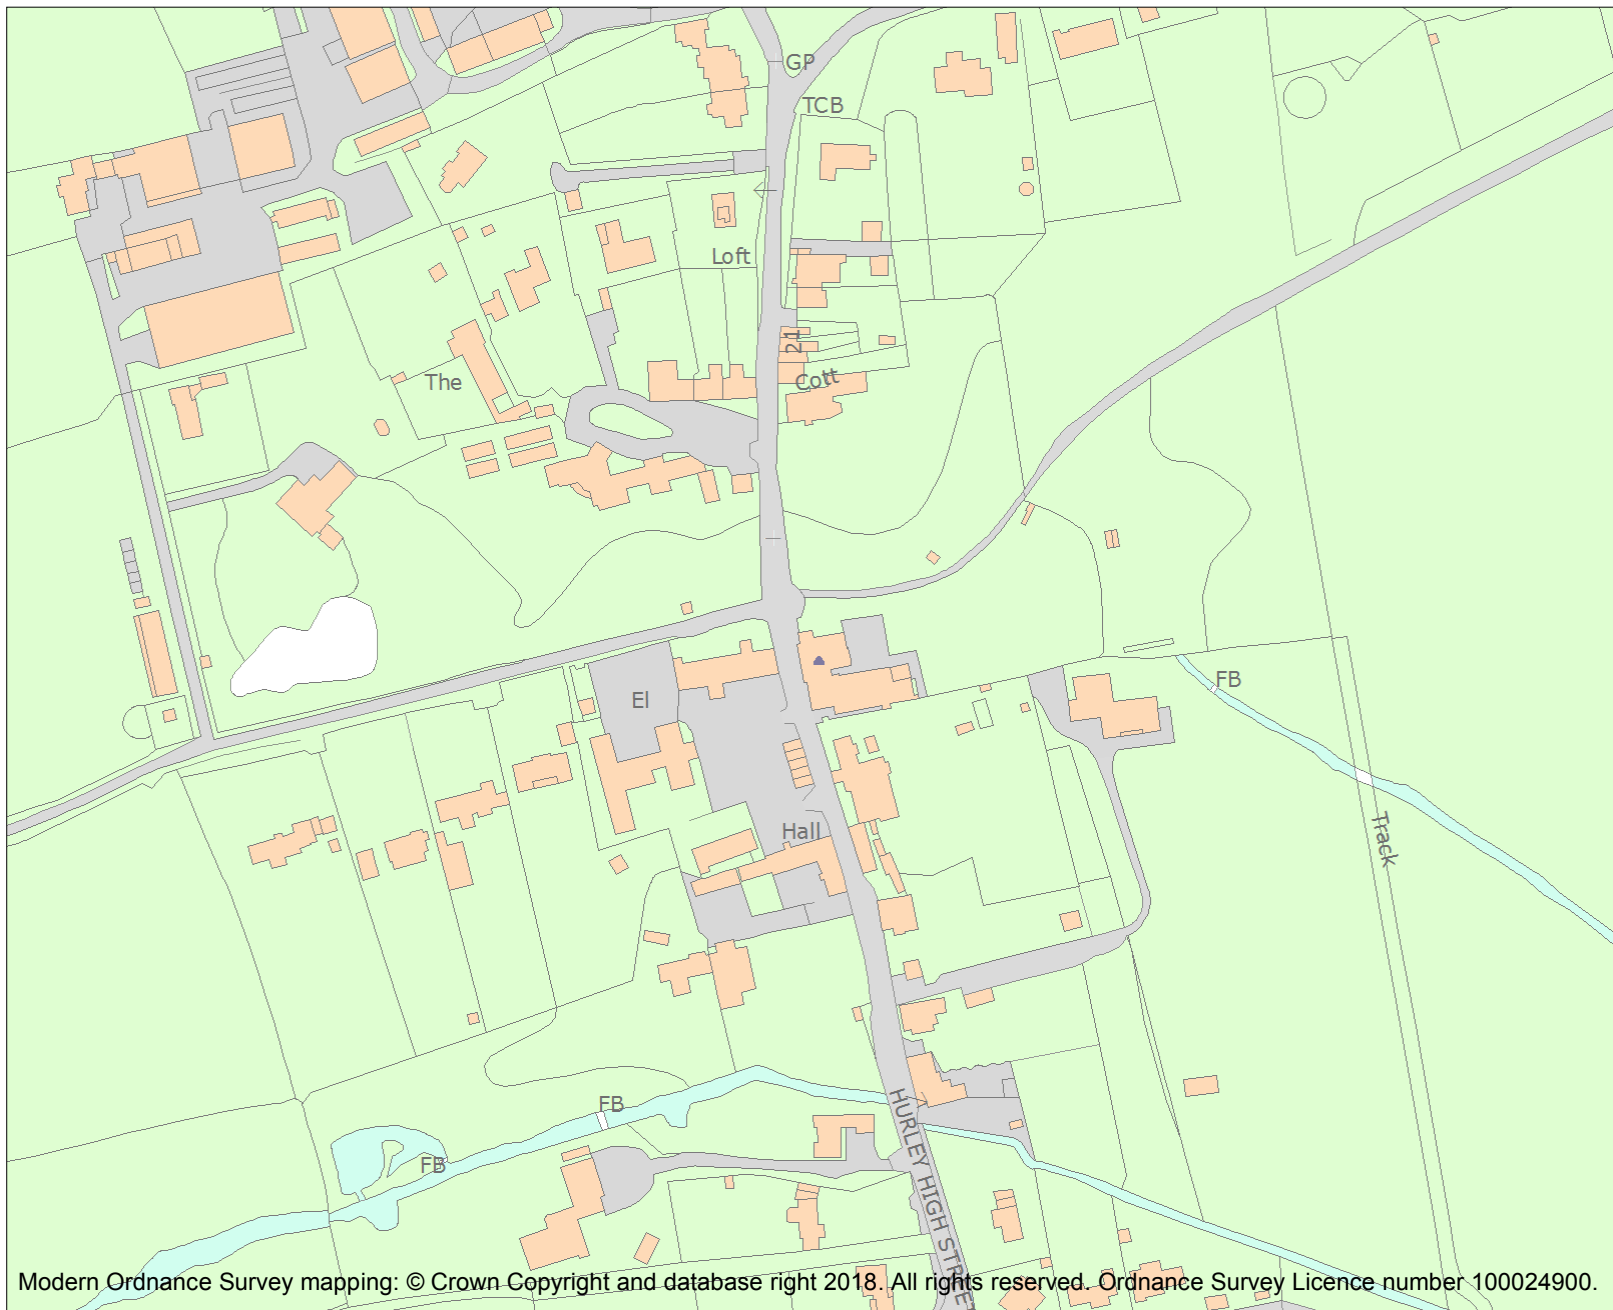 GP
TCB
Loft
21
The
Cott
El
FB
Hall
Track
FB
FB
HURLEY HIGH STREET
Modern Ordnance Survey mapping: © Crown Copyright and database right 2018. All rights reserved. Ordnance Survey Licence number 100024900.